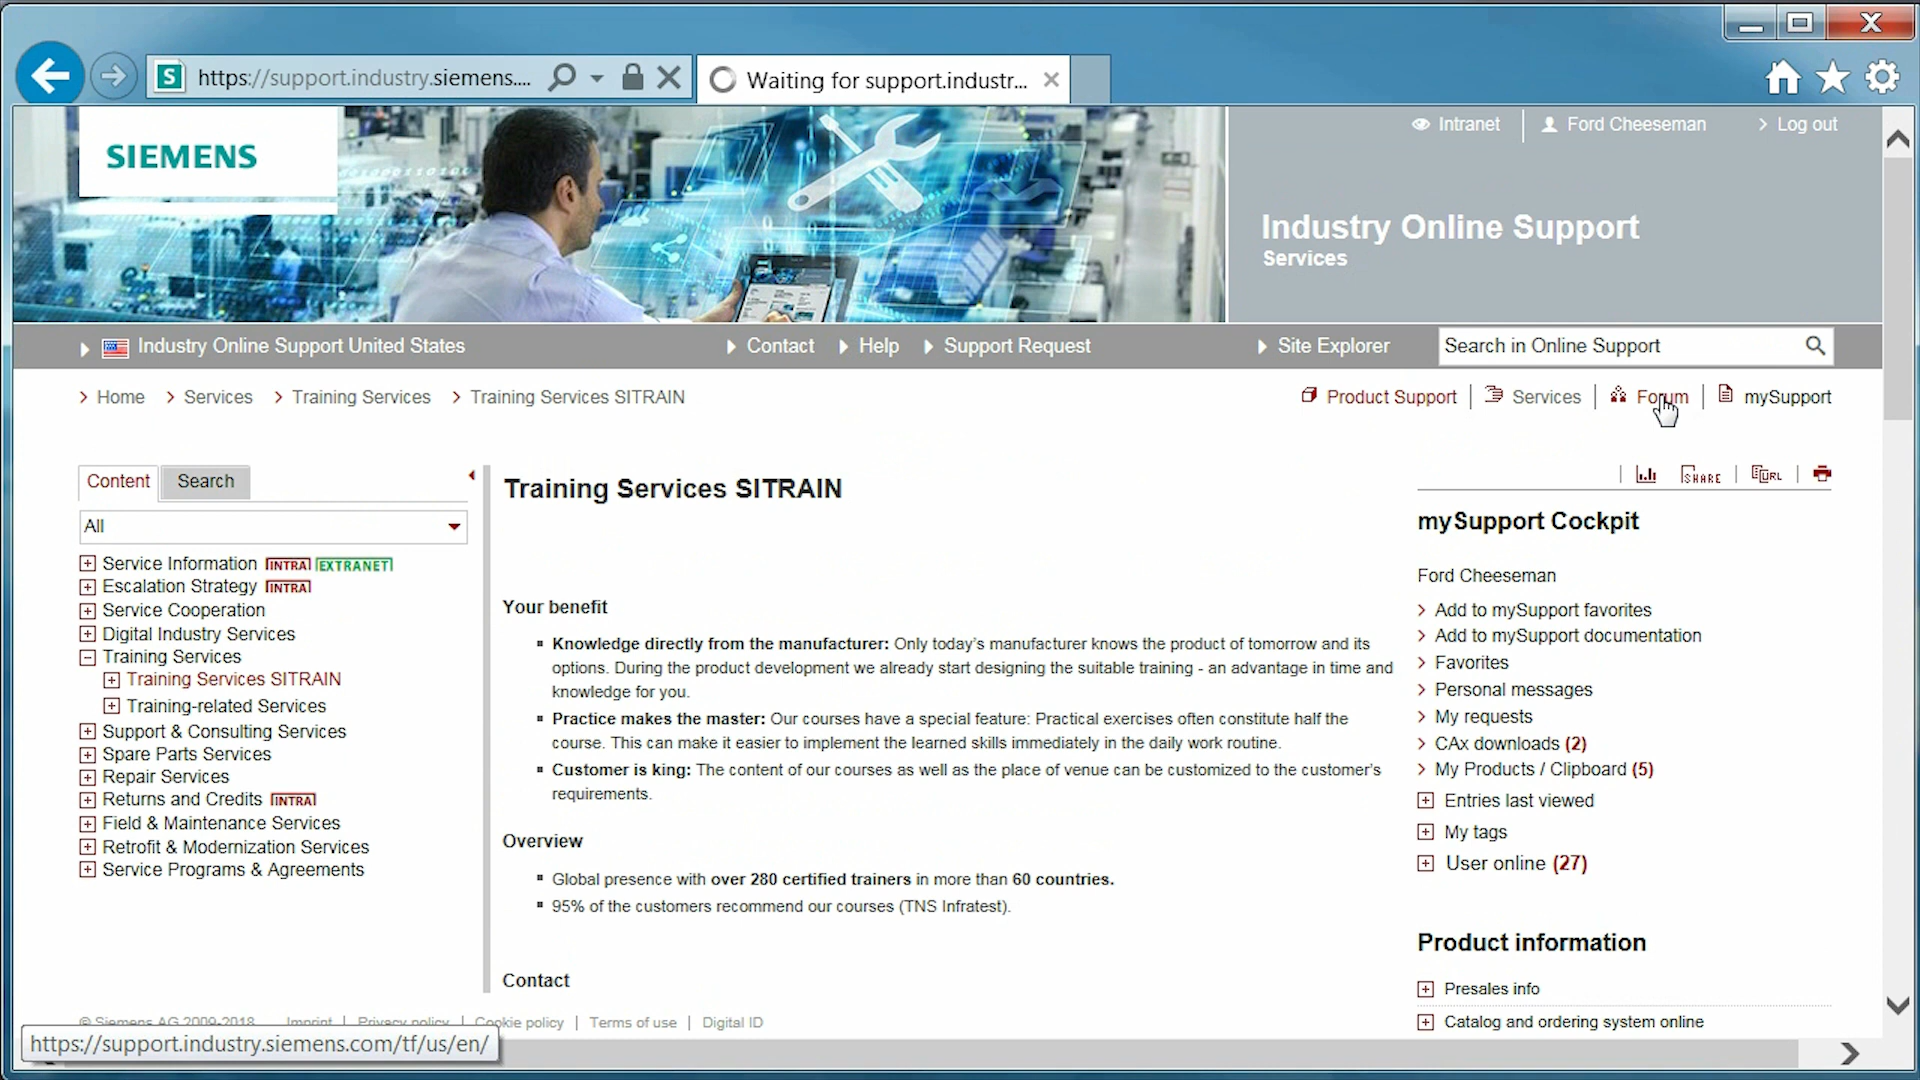 https://support.industry.siemens....
Waiting for support.industr...
SIEMENS
Intranet
Ford Cheeseman
Log out
Industry Online Support
Services
Industry Online Support United States
Contact
Help
Support Request
Site Explorer
Search in Online Support
Home
Services
Training Services
Training Services SITRAIN
Product Support
Services
Forum
mySupport
Content
Search
All
Service Information INTRA EXTRANET
Escalation Strategy INTRA
Service Cooperation
Digital Industry Services
Training Services
Training Services SITRAIN
Training-related Services
Support & Consulting Services
Spare Parts Services
Repair Services
Returns and Credits INTRA
Field & Maintenance Services
Retrofit & Modernization Services
Service Programs & Agreements
Training Services SITRAIN
Your benefit
Knowledge directly from the manufacturer: Only today's manufacturer knows the product of tomorrow and its
options. During the product development we already start designing the suitable training - an advantage in time and
knowledge for you.
Practice makes the master: Our courses have a special feature: Practical exercises often constitute half the
course. This can make it easier to implement the learned skills immediately in the daily work routine.
Customer is king: The content of our courses as well as the place of venue can be customized to the customer's
requirements.
Overview
Global presence with over 280 certified trainers in more than 60 countries.
95% of the customers recommend our courses (TNS Infratest).
Contact
SHARE
URL
mySupport Cockpit
Ford Cheeseman
Add to mySupport favorites
Add to mySupport documentation
Favorites
Personal messages
My requests
CAx downloads (2)
My Products / Clipboard (5)
Entries last viewed
My tags
User online (27)
Product information
Presales info
Catalog and ordering system online
© Siemens AG 2009-2018
Imprint
Privacy policy
Cookie policy
Terms of use
Digital ID
https://support.industry.siemens.com/tf/us/en/